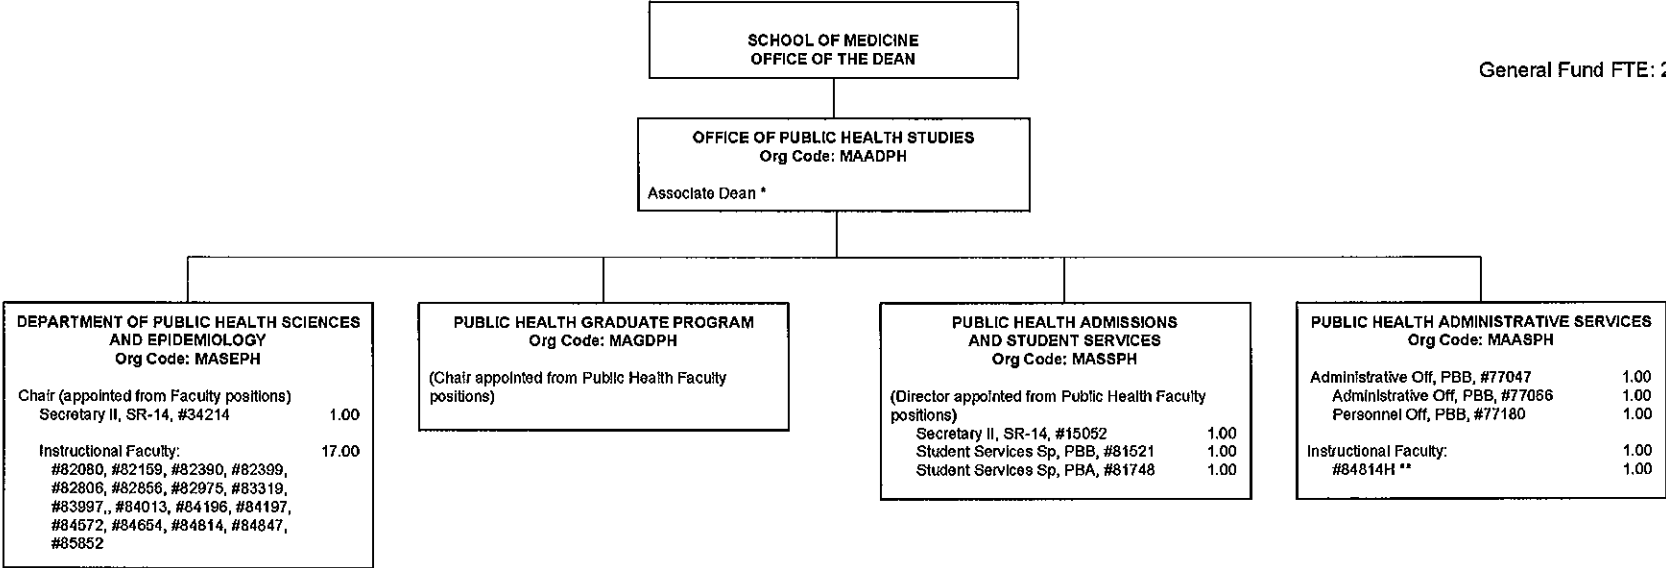 SCHOOL OF MEDICINE
OFFICE OF THE DEAN
General Fund FTE: 2
OFFICE OF PUBLIC HEALTH STUDIES
Org Code: MAADPH
Associate Dean *
DEPARTMENT OF PUBLIC HEALTH SCIENCES
AND EPIDEMIOLOGY
Org Code: MASEPH
Chair (appointed from Faculty positions)
Secretary II, SR-14, #34214 1.00
Instructional Faculty: 17.00
#82080, #82159, #82390, #82399,
#82806, #82856, #82975, #83319,
#83997,, #84013, #84196, #84197,
#84572, #84654, #84814, #84847,
#85852
PUBLIC HEALTH GRADUATE PROGRAM
Org Code: MAGDPH
(Chair appointed from Public Health Faculty
positions)
PUBLIC HEALTH ADMISSIONS
AND STUDENT SERVICES
Org Code: MASSPH
(Director appointed from Public Health Faculty
positions)
Secretary II, SR-14, #15052 1.00
Student Services Sp, PBB, #81521 1.00
Student Services Sp, PBA, #81748 1.00
PUBLIC HEALTH ADMINISTRATIVE SERVICES
Org Code: MAASPH
Administrative Off, PBB, #77047 1.00
Administrative Off, PBB, #77066 1.00
Personnel Off, PBB, #77180 1.00
Instructional Faculty: 1.00
#84814H ** 1.00